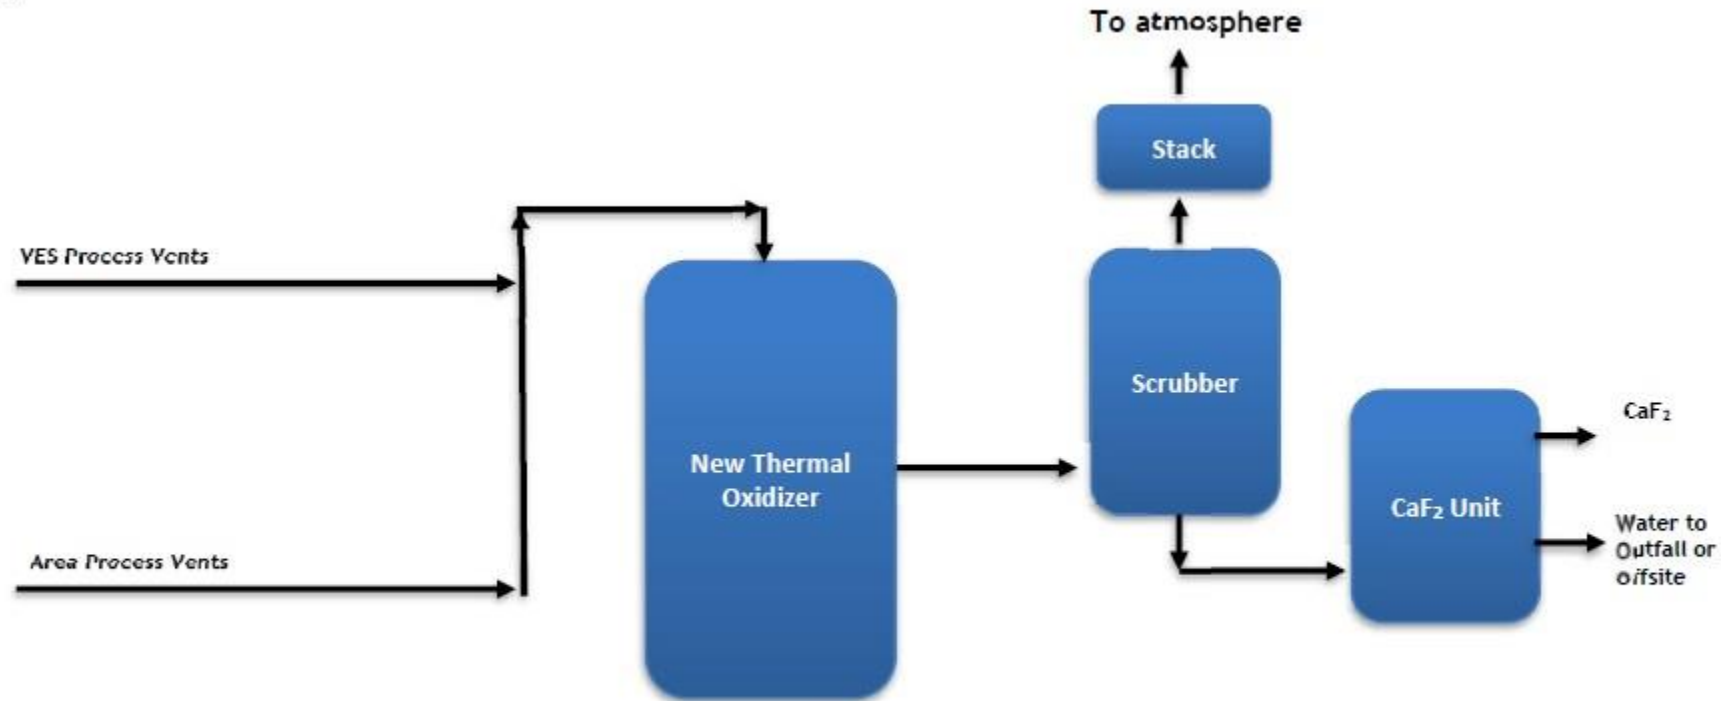 To atmosphere
Stack
VES Process Vents
Scrubber
New Thermal
Oxidizer
CaF₂
CaF₂ Unit
Water to
Outfall or
offsite
Area Process Vents